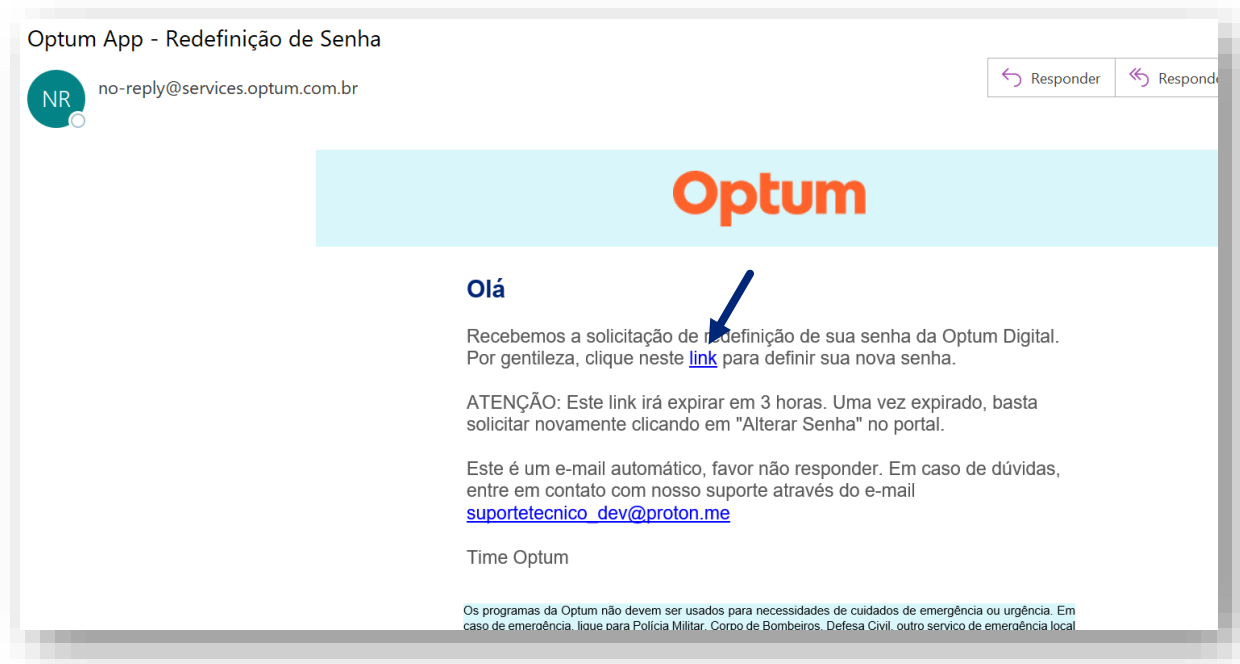 Optum App - Redefinição de Senha
NR
no-reply@services.optum.com.br
Responder
Responde
Optum
Olá
Recebemos a solicitação de redefinição de sua senha da Optum Digital.
Por gentileza, clique neste link para definir sua nova senha.
ATENÇÃO: Este link irá expirar em 3 horas. Uma vez expirado, basta
solicitar novamente clicando em "Alterar Senha" no portal.
Este é um e-mail automático, favor não responder. Em caso de dúvidas,
entre em contato com nosso suporte através do e-mail
suportetecnico_dev@proton.me
Time Optum
Os programas da Optum não devem ser usados para necessidades de cuidados de emergência ou urgência. Em
caso de emergência, ligue para Polícia Militar, Corpo de Bombeiros, Defesa Civil, outro serviço de emergência local